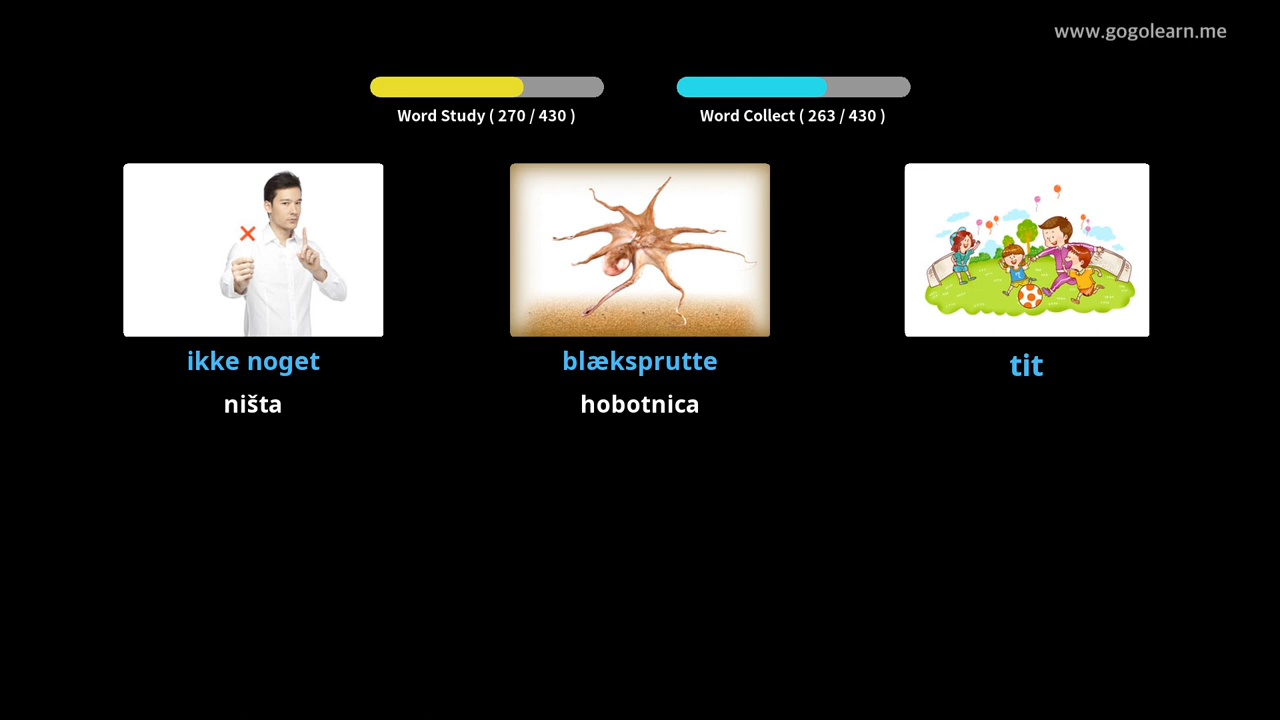 www.gogolearn.me
Word Study ( 270 / 430 )
Word Collect ( 263 / 430 )
ikke noget
ništa
blæksprutte
hobotnica
tit